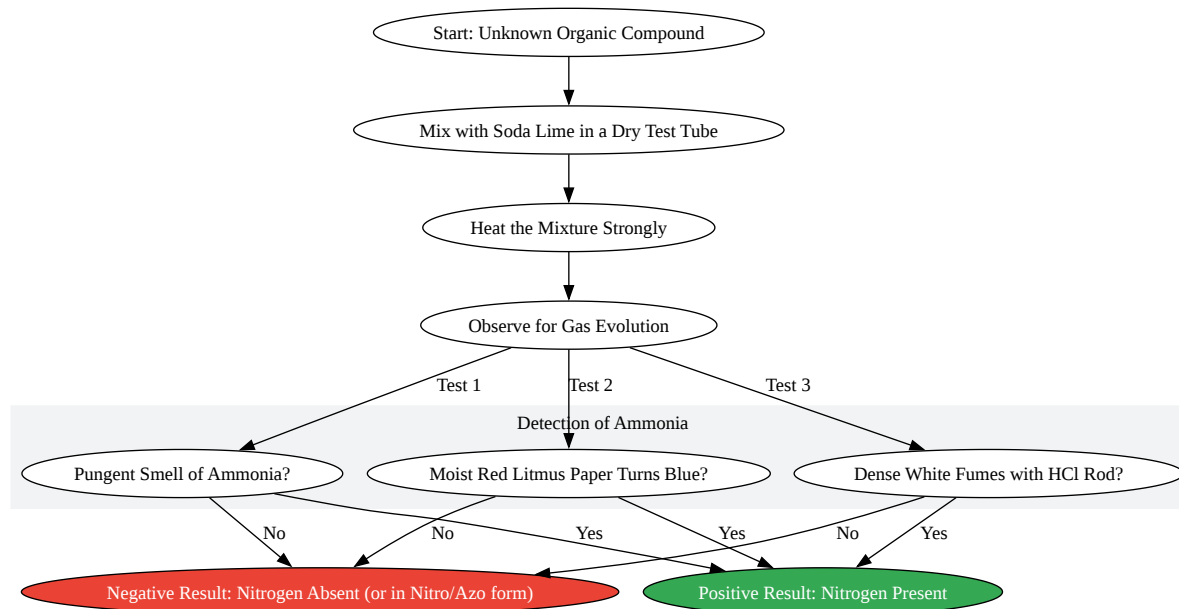 Start: Unknown Organic Compound
Mix with Soda Lime in a Dry Test Tube
Heat the Mixture Strongly
Observe for Gas Evolution
Test 1
Test 2
Test 3
Detection of Ammonia
Pungent Smell of Ammonia?
Moist Red Litmus Paper Turns Blue?
Dense White Fumes with HCl Rod?
No
Yes
No
Yes
No
Yes
Negative Result: Nitrogen Absent (or in Nitro/Azo form)
Positive Result: Nitrogen Present